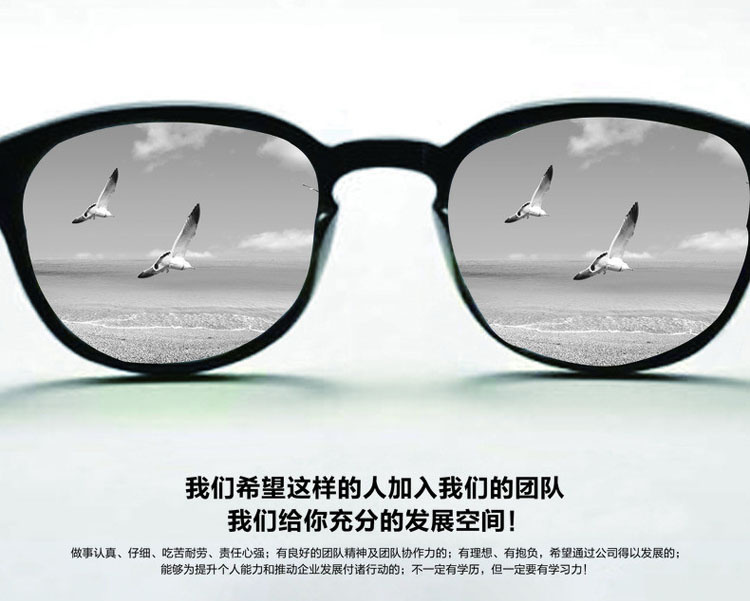 我们希望这样的人加入我们的团队
我们给你充分的发展空间！
做事认真、仔细、吃苦耐劳、责任心强；有良好的团队精神及团队协作力的；有理想、有抱负，希望通过公司得以发展的；
能够为提升个人能力和推动企业发展付诸行动的；不一定有学历，但一定要有学习力！